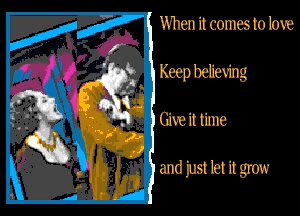 When it comes to love
Keep believing
Give it time
and just let it grow